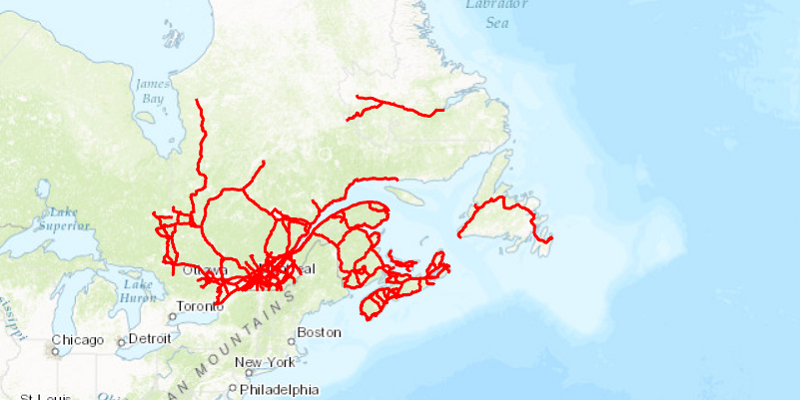 Labrador
Sea
James
Bay
Lake
Superior
Ottawa
Montreal
Lake
Huron
Toronto
AN MOUNTAINS
Boston
Chicago
Detroit
New York
Philadelphia
St Louis